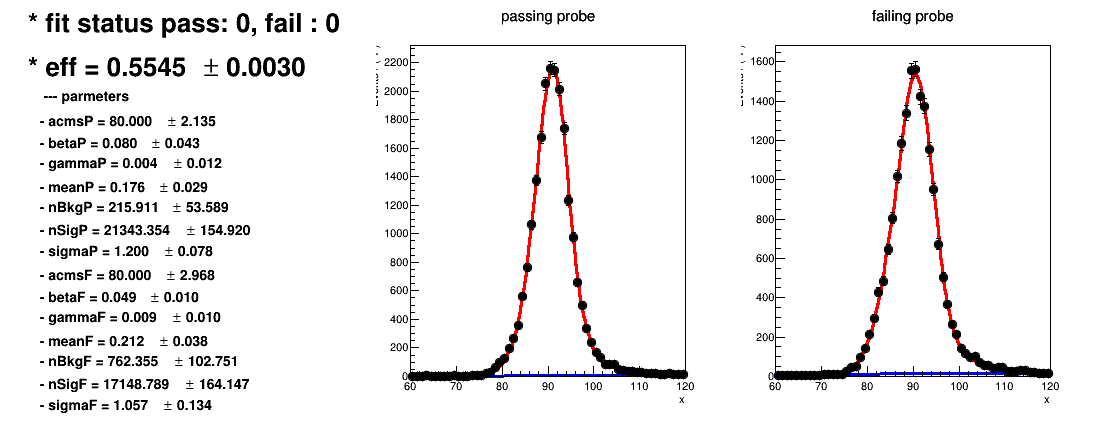 * fit status pass: 0, fail : 0
* eff = 0.5545 ± 0.0030
--- parmeters
- acmsP = 80.000 ± 2.135
- betaP = 0.080 ± 0.043
- gammaP = 0.004 ± 0.012
- meanP = 0.176 ± 0.029
- nBkgP = 215.911 ± 53.589
- nSigP = 21343.354 ± 154.920
- sigmaP = 1.200 ± 0.078
- acmsF = 80.000 ± 2.968
- betaF = 0.049 ± 0.010
- gammaF = 0.009 ± 0.010
- meanF = 0.212 ± 0.038
- nBkgF = 762.355 ± 102.751
- nSigF = 17148.789 ± 164.147
- sigmaF = 1.057 ± 0.134
passing probe
2200
2000
1800
1600
1400
1200
1000
800
600
400
200
0
60 70 80 90 100 110 120
x
failing probe
1600
1400
1200
1000
800
600
400
200
0
60 70 80 90 100 110 120
x